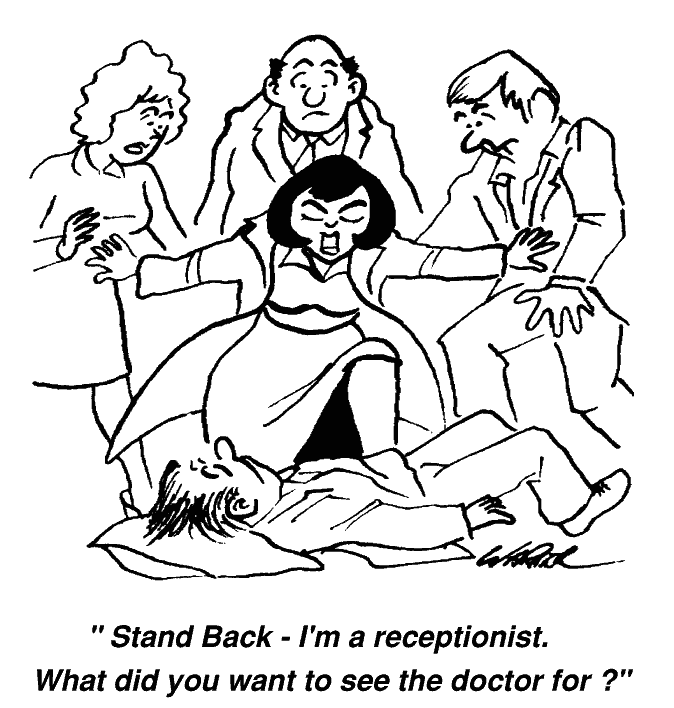 " Stand Back - I'm a receptionist.
What did you want to see the doctor for ?"